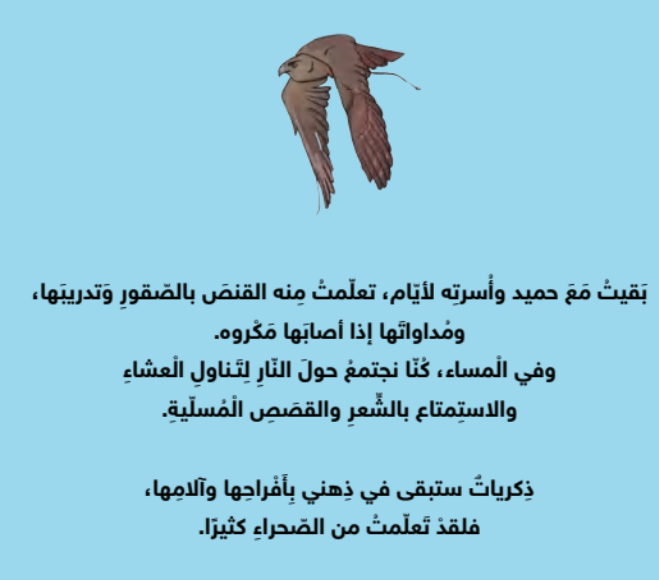 بَقيتُ مَعَ حميد وأُسرتِه لأيّام، تعلّمتُ مِنه القنصَ بالصّقورِ وَتدريبَها،
ومُداواتَها إذا أصابَها مَكْروه.
وفي الْمساء، كُنّا نجتمعُ حولَ النّارِ لِتَناولِ الْعشاءِ
والاستِمتاع بالشِّعرِ والقصَصِ الْمُسلّيةِ.
ذِكرياتٌ ستبقى في ذِهني بِأَفْراحِها وآلامِها،
فلقدْ تَعلّمتُ من الصّحراءِ كثيرًا.